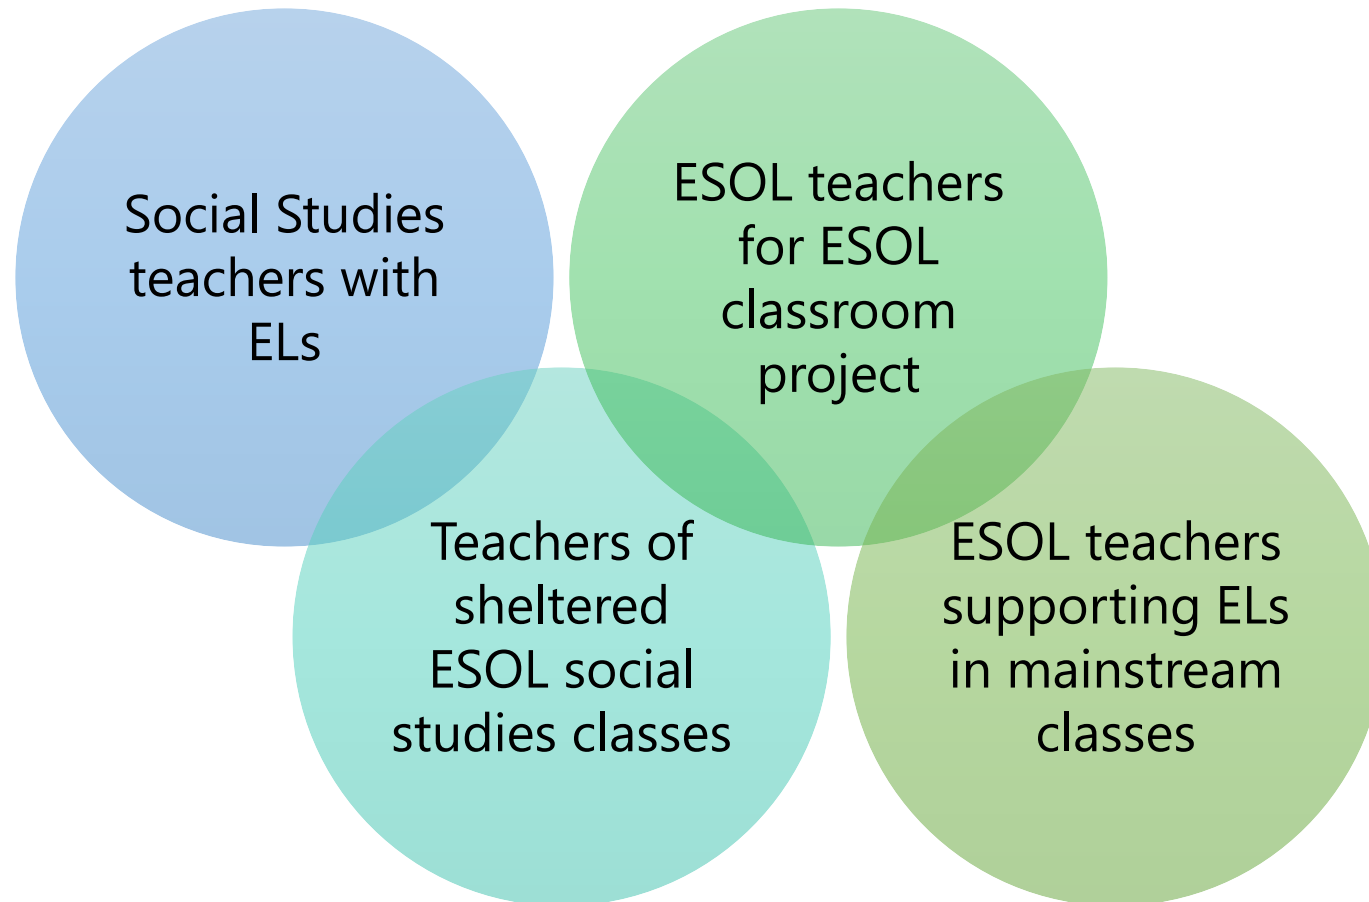 Social Studies
teachers with
ELs
ESOL teachers
for ESOL
classroom
project
Teachers of
sheltered
ESOL social
studies classes
ESOL teachers
supporting ELs
in mainstream
classes